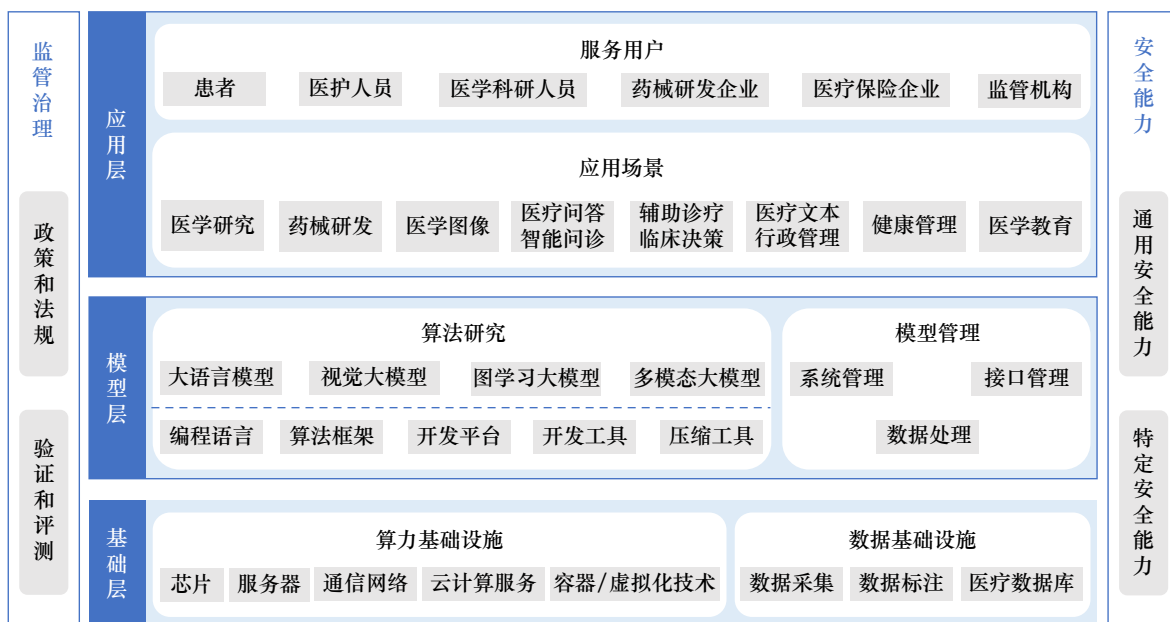 监管治理
政策和法规
验证和评测
应用层
服务用户
患者 医护人员 医学科研人员 药械研发企业 医疗保险企业 监管机构
应用场景
医学研究
药械研发
医学图像
医疗问答
智能问诊
辅助诊疗
临床决策
医疗文本
行政管理
健康管理
医学教育
模型层
算法研究
大语言模型 视觉大模型 图学习大模型 多模态大模型
编程语言 算法框架 开发平台 开发工具 压缩工具
模型管理
系统管理 接口管理
数据处理
基础层
算力基础设施
芯片 服务器 通信网络 云计算服务 容器/虚拟化技术
数据基础设施
数据采集 数据标注 医疗数据库
安全能力
通用安全能力
特定安全能力